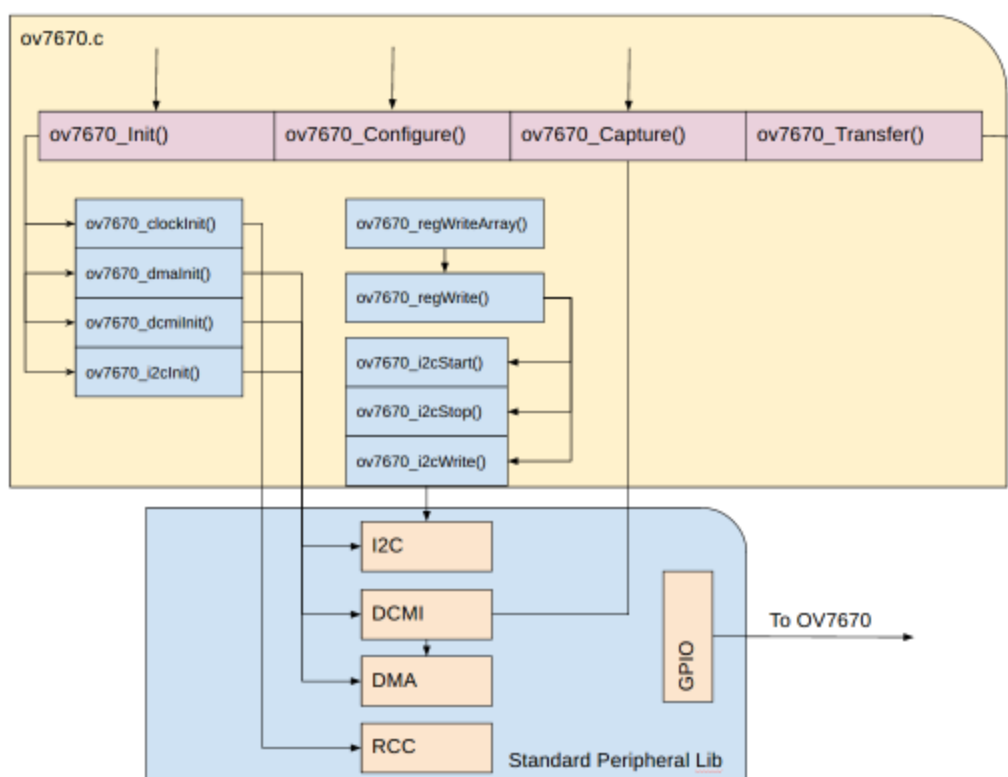 ov7670.c
ov7670_Init()
ov7670_Configure()
ov7670_Capture()
ov7670_Transfer()
ov7670_clockInit()
ov7670_dmaInit()
ov7670_dcmiInit()
ov7670_i2cInit()
ov7670_regWriteArray()
ov7670_regWrite()
ov7670_i2cStart()
ov7670_i2cStop()
ov7670_i2cWrite()
I2C
DCMI
DMA
RCC
GPIO
To OV7670
Standard Peripheral Lib